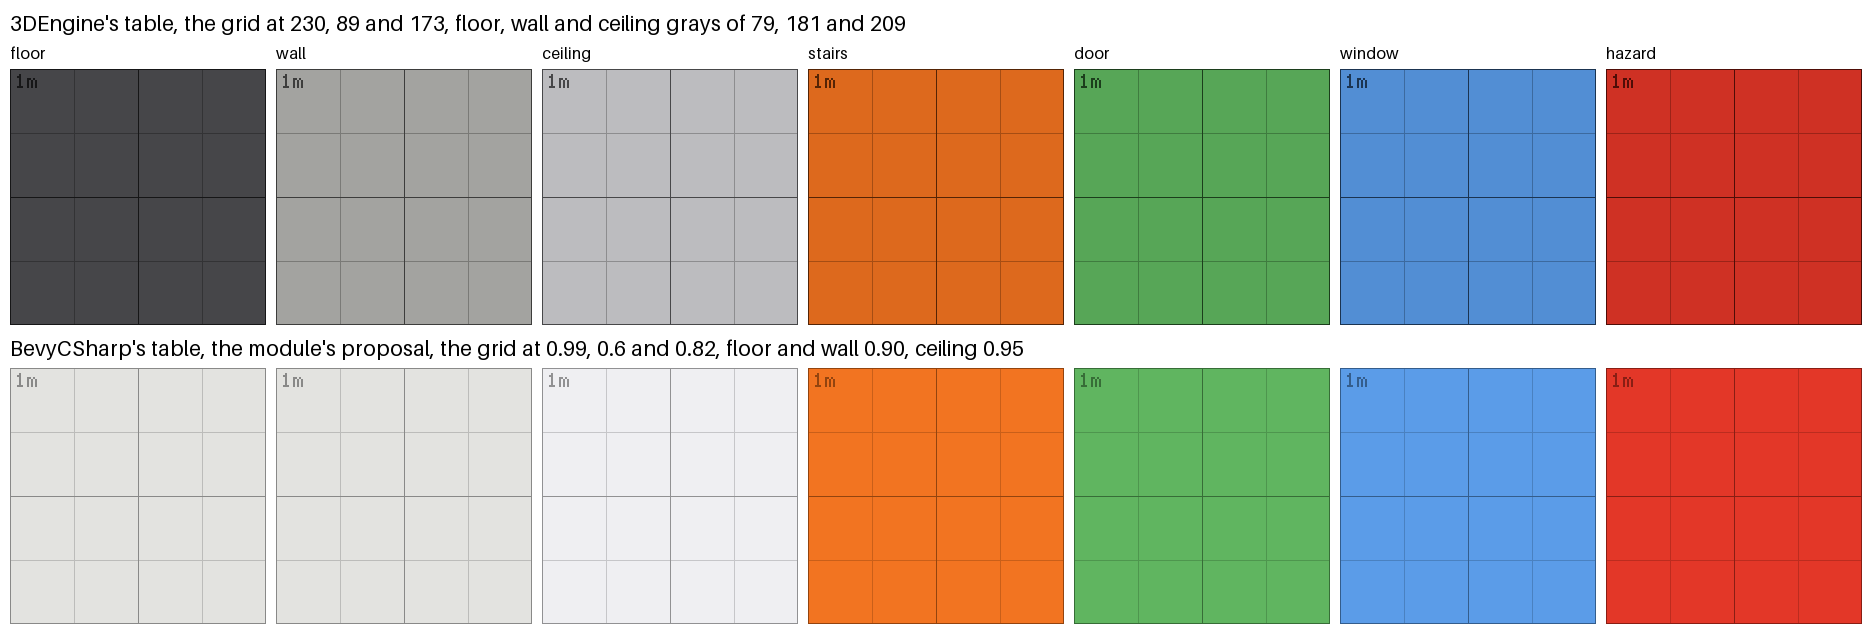 3DEngine's table, the grid at 230, 89 and 173, floor, wall and ceiling grays of 79, 181 and 209
floor wall ceiling stairs door window hazard
1m 1m 1m 1m 1m 1m 1m
BevyCSharp's table, the module's proposal, the grid at 0.99, 0.6 and 0.82, floor and wall 0.90, ceiling 0.95
1m 1m 1m 1m 1m 1m 1m